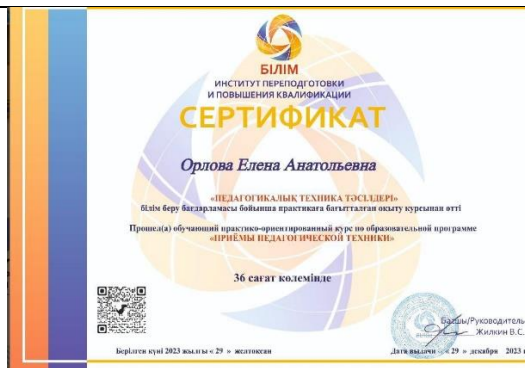 БІЛІМ
ИНСТИТУТ ПЕРЕПОДГОТОВКИ
И ПОВЫШЕНИЯ КВАЛИФИКАЦИИ
СЕРТИФИКАТ
Орлова Елена Анатольевна
«ПЕДАГОГИКАЛЫҚ ТЕХНИКА ТӘСІЛДЕРІ»
білім беру бағдарламасы бойынша практикаға бағытталған оқыту курсынан өтті
Прошел(а) обучающий практико-ориентированный курс по образовательной программе
«ПРИЁМЫ ПЕДАГОГИЧЕСКОЙ ТЕХНИКИ»
36 сағат көлемінде
Басшы/Руководитель
Жилкин В.С.
Берілген күні 2023 жылғы « 29 » желтоқсан
Дата выдачи « 29 » декабря 2023